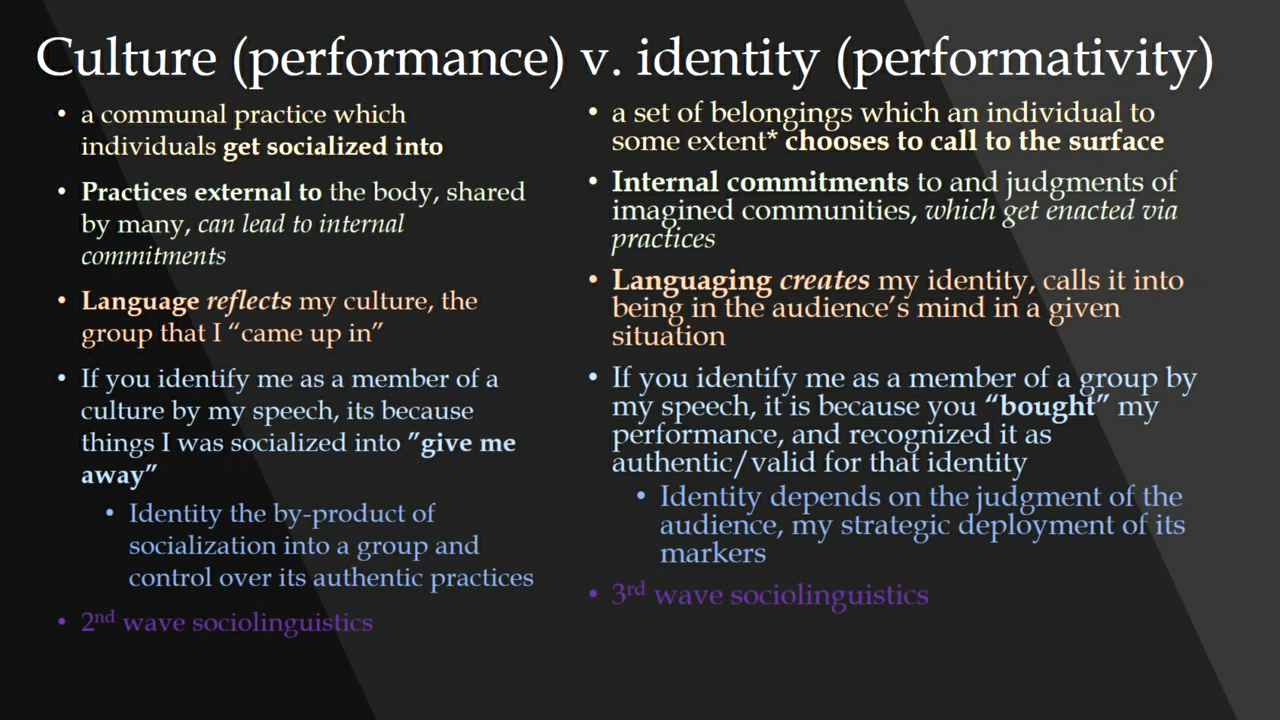 Culture (performance) v. identity (performativity)
• a communal practice which
individuals get socialized into
• Practices external to the body, shared
by many, can lead to internal
commitments
• Language reflects my culture, the
group that I “came up in”
• If you identify me as a member of a
culture by my speech, its because
things I was socialized into ”give me
away”
• Identity the by-product of
socialization into a group and
control over its authentic practices
• 2nd wave sociolinguistics
• a set of belongings which an individual to
some extent* chooses to call to the surface
• Internal commitments to and judgments of
imagined communities, which get enacted via
practices
• Languaging creates my identity, calls it into
being in the audience’s mind in a given
situation
• If you identify me as a member of a group by
my speech, it is because you “bought” my
performance, and recognized it as
authentic/valid for that identity
• Identity depends on the judgment of the
audience, my strategic deployment of its
markers
• 3rd wave sociolinguistics